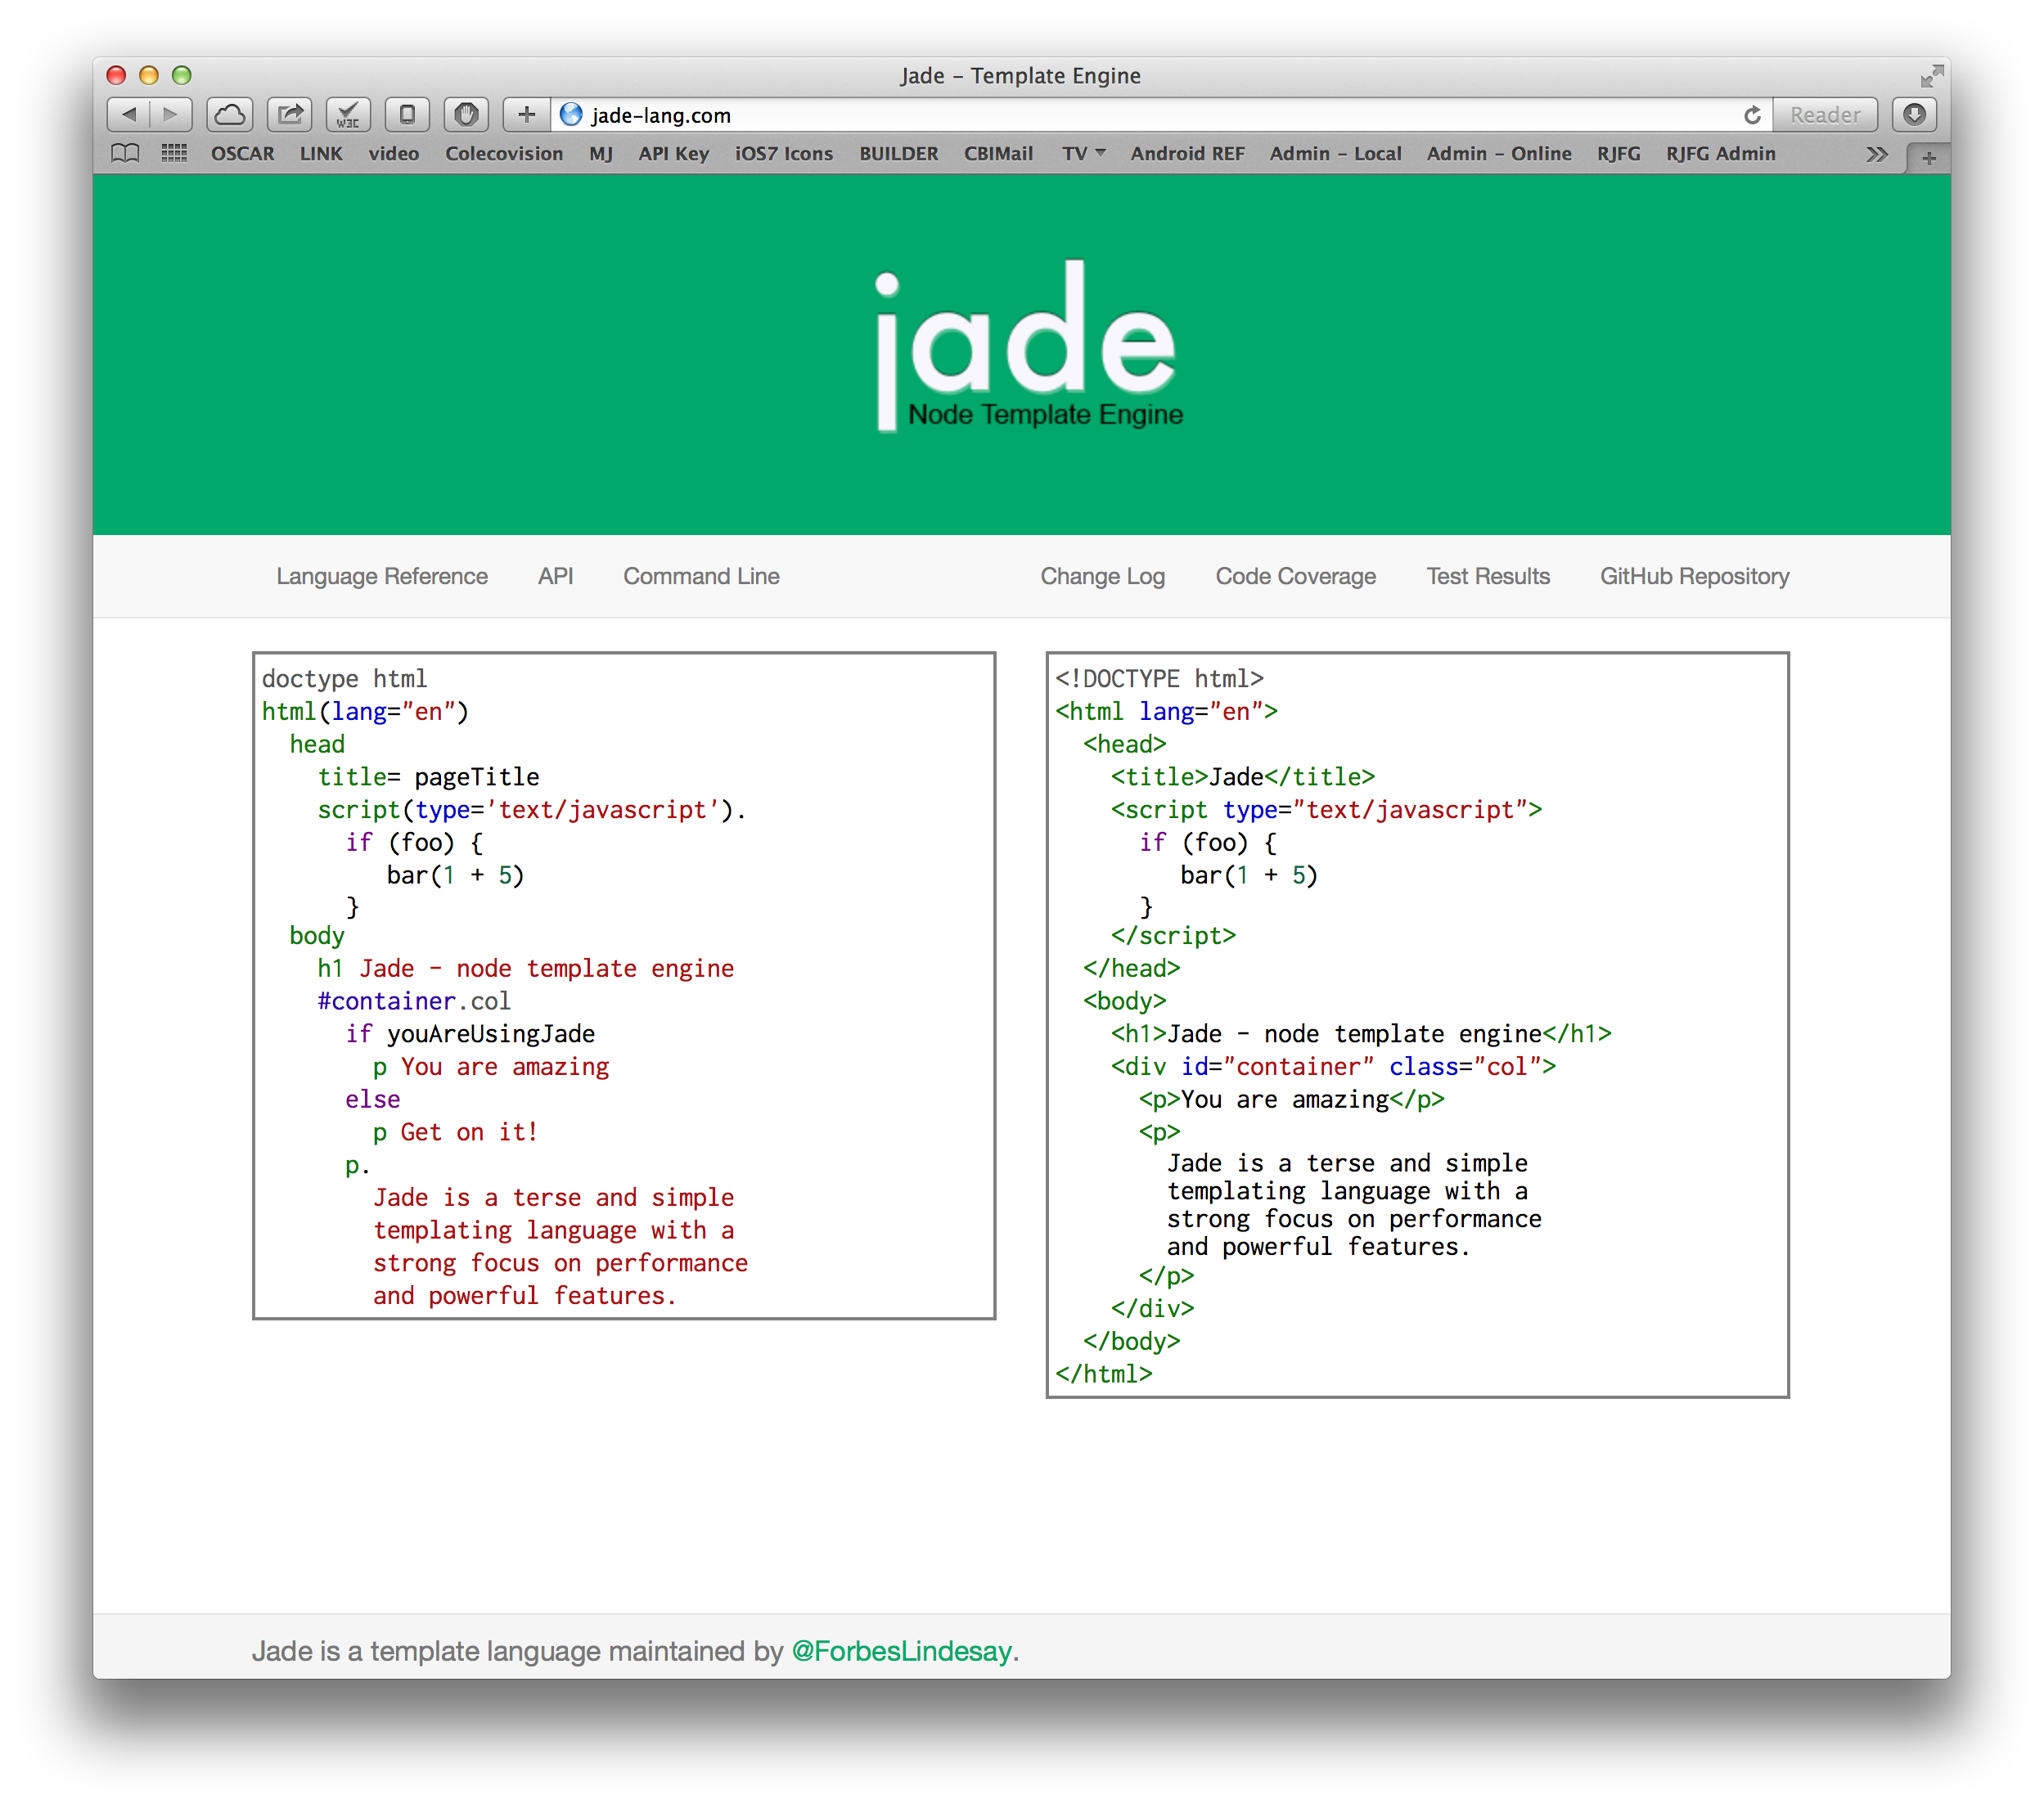 Jade – Template Engine
W3C
jade-lang.com
Reader
OSCAR LINK video Colecovision MJ API Key iOS7 Icons BUILDER CBIMail TV Android REF Admin – Local Admin – Online RJFG RJFG Admin
jade
Node Template Engine
Language Reference API Command Line Change Log Code Coverage Test Results GitHub Repository
doctype html
html(lang="en")
  head
    title= pageTitle
    script(type='text/javascript').
      if (foo) {
         bar(1 + 5)
      }
  body
    h1 Jade - node template engine
    #container.col
      if youAreUsingJade
        p You are amazing
      else
        p Get on it!
      p.
        Jade is a terse and simple
        templating language with a
        strong focus on performance
        and powerful features.
<!DOCTYPE html>
<html lang="en">
  <head>
    <title>Jade</title>
    <script type="text/javascript">
      if (foo) {
         bar(1 + 5)
      }
    </script>
  </head>
  <body>
    <h1>Jade - node template engine</h1>
    <div id="container" class="col">
      <p>You are amazing</p>
      <p>
        Jade is a terse and simple
        templating language with a
        strong focus on performance
        and powerful features.
      </p>
    </div>
  </body>
</html>
Jade is a template language maintained by @ForbesLindesay.